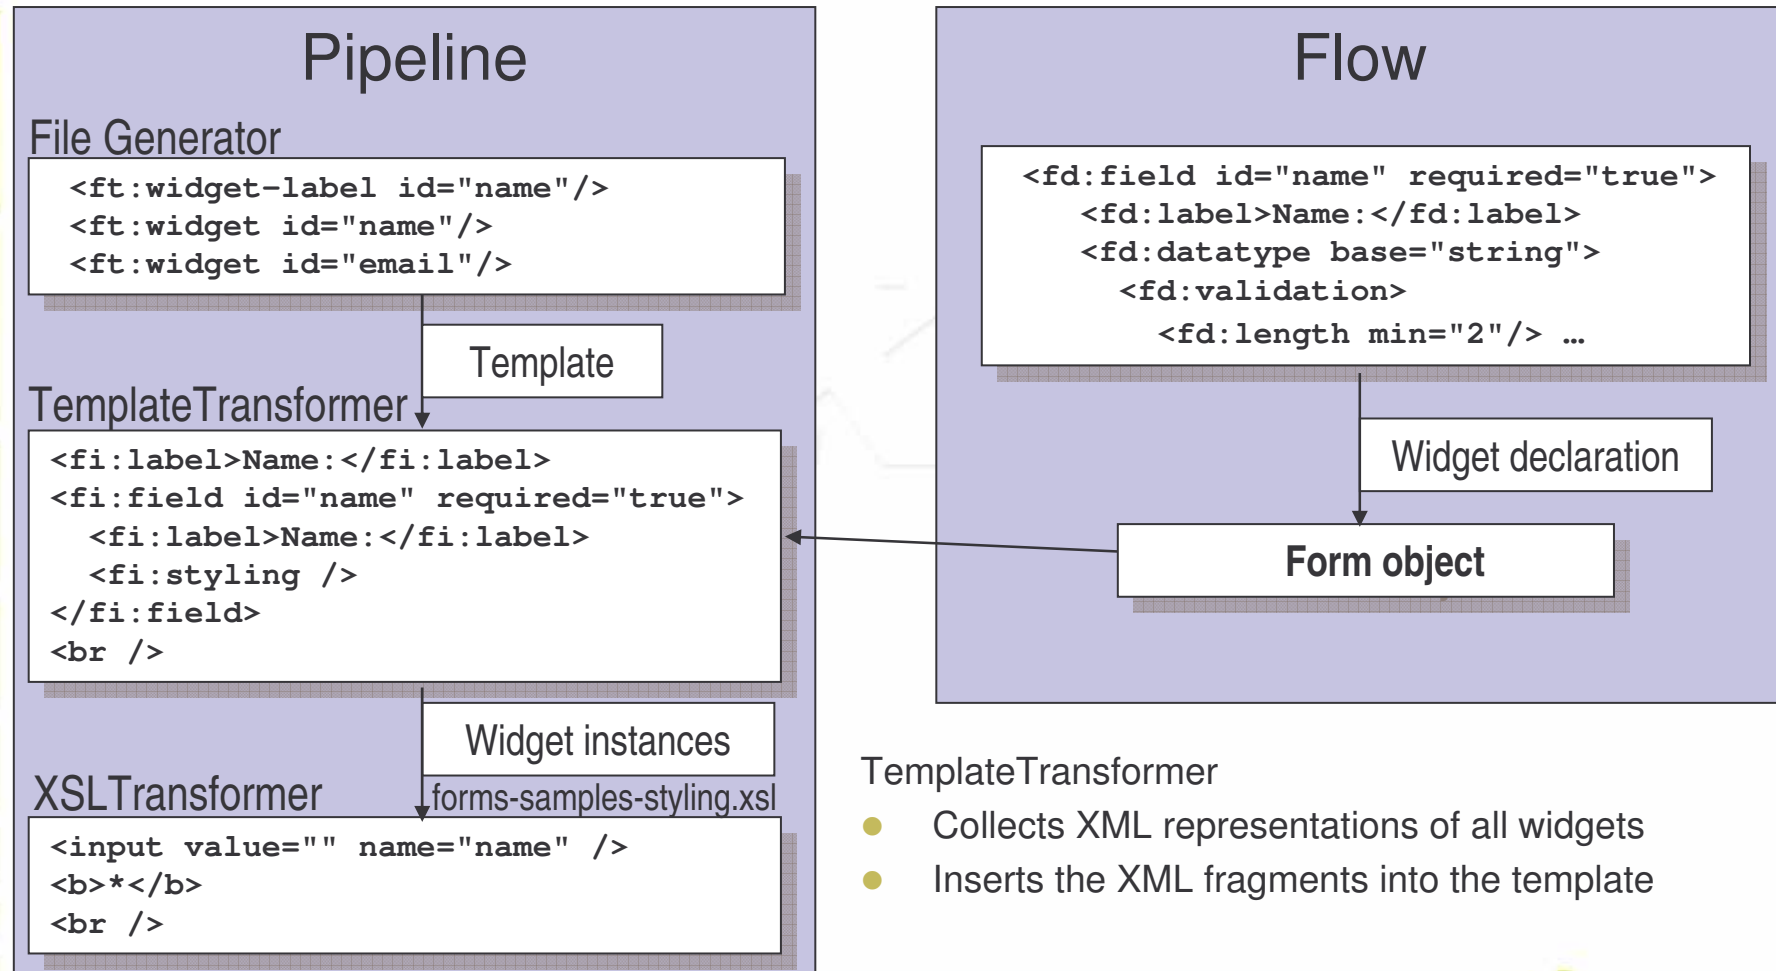 Pipeline
File Generator
<ft:widget-label id="name"/>
<ft:widget id="name"/>
<ft:widget id="email"/>
Template
TemplateTransformer
<fi:label>Name:</fi:label>
<fi:field id="name" required="true">
<fi:label>Name:</fi:label>
<fi:styling />
</fi:field>
<br />
Widget instances
XSLTransformer
forms-samples-styling.xsl
<input value="" name="name" />
<b>*</b>
<br />
Flow
<fd:field id="name" required="true">
<fd:label>Name:</fd:label>
<fd:datatype base="string">
<fd:validation>
<fd:length min="2"/> …
Widget declaration
Form object
TemplateTransformer
● Collects XML representations of all widgets
● Inserts the XML fragments into the template